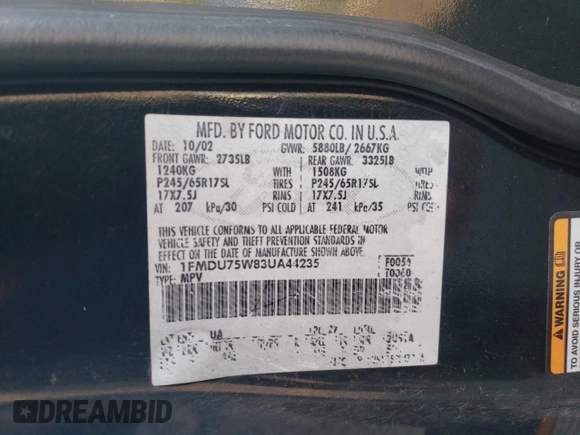 MFD. BY FORD MOTOR CO. IN U.S.A.
DATE: 10/02 GVWR: 5880LB/ 2667KG
FRONT GAWR: 2735LB REAR GAWR: 3325LB
1240KG WITH 1508KG WITH
P245/65R17SL TIRES P245/65R17SL TIRES
17X7.5J RIMS 17X7.5J RIMS
AT 207 kPa/30 PSI COLD AT 241 kPa/35 PSI COLD
THIS VEHICLE CONFORMS TO ALL APPLICABLE FEDERAL MOTOR
VEHICLE SAFETY AND THEFT PREVENTION STANDARDS IN
EFFECT ON THE DATE OF MANUFACTURE SHOWN ABOVE.
VIN: 1FMDU75W83UA44235
TYPE: MPV
F0056
T0060
UA
TO AVOID SERIOUS INJURY OR
DREAMBID